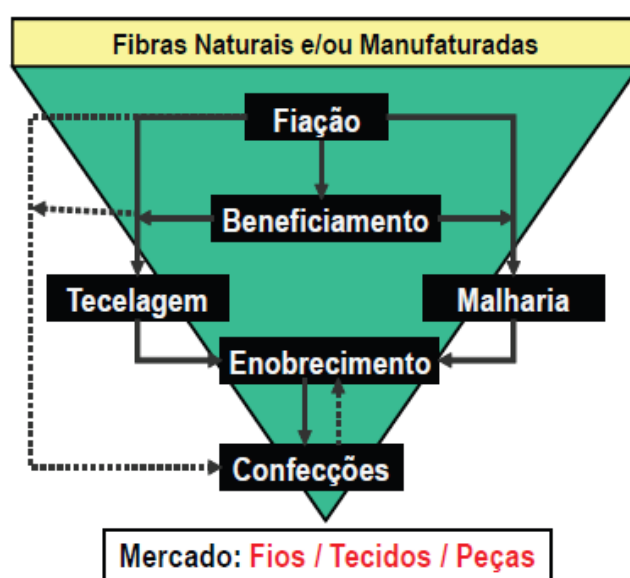 Fibras Naturais e/ou Manufaturadas
Fiação
Beneficiamento
Tecelagem
Malharia
Enobrecimento
Confecções
Mercado: Fios / Tecidos / Peças